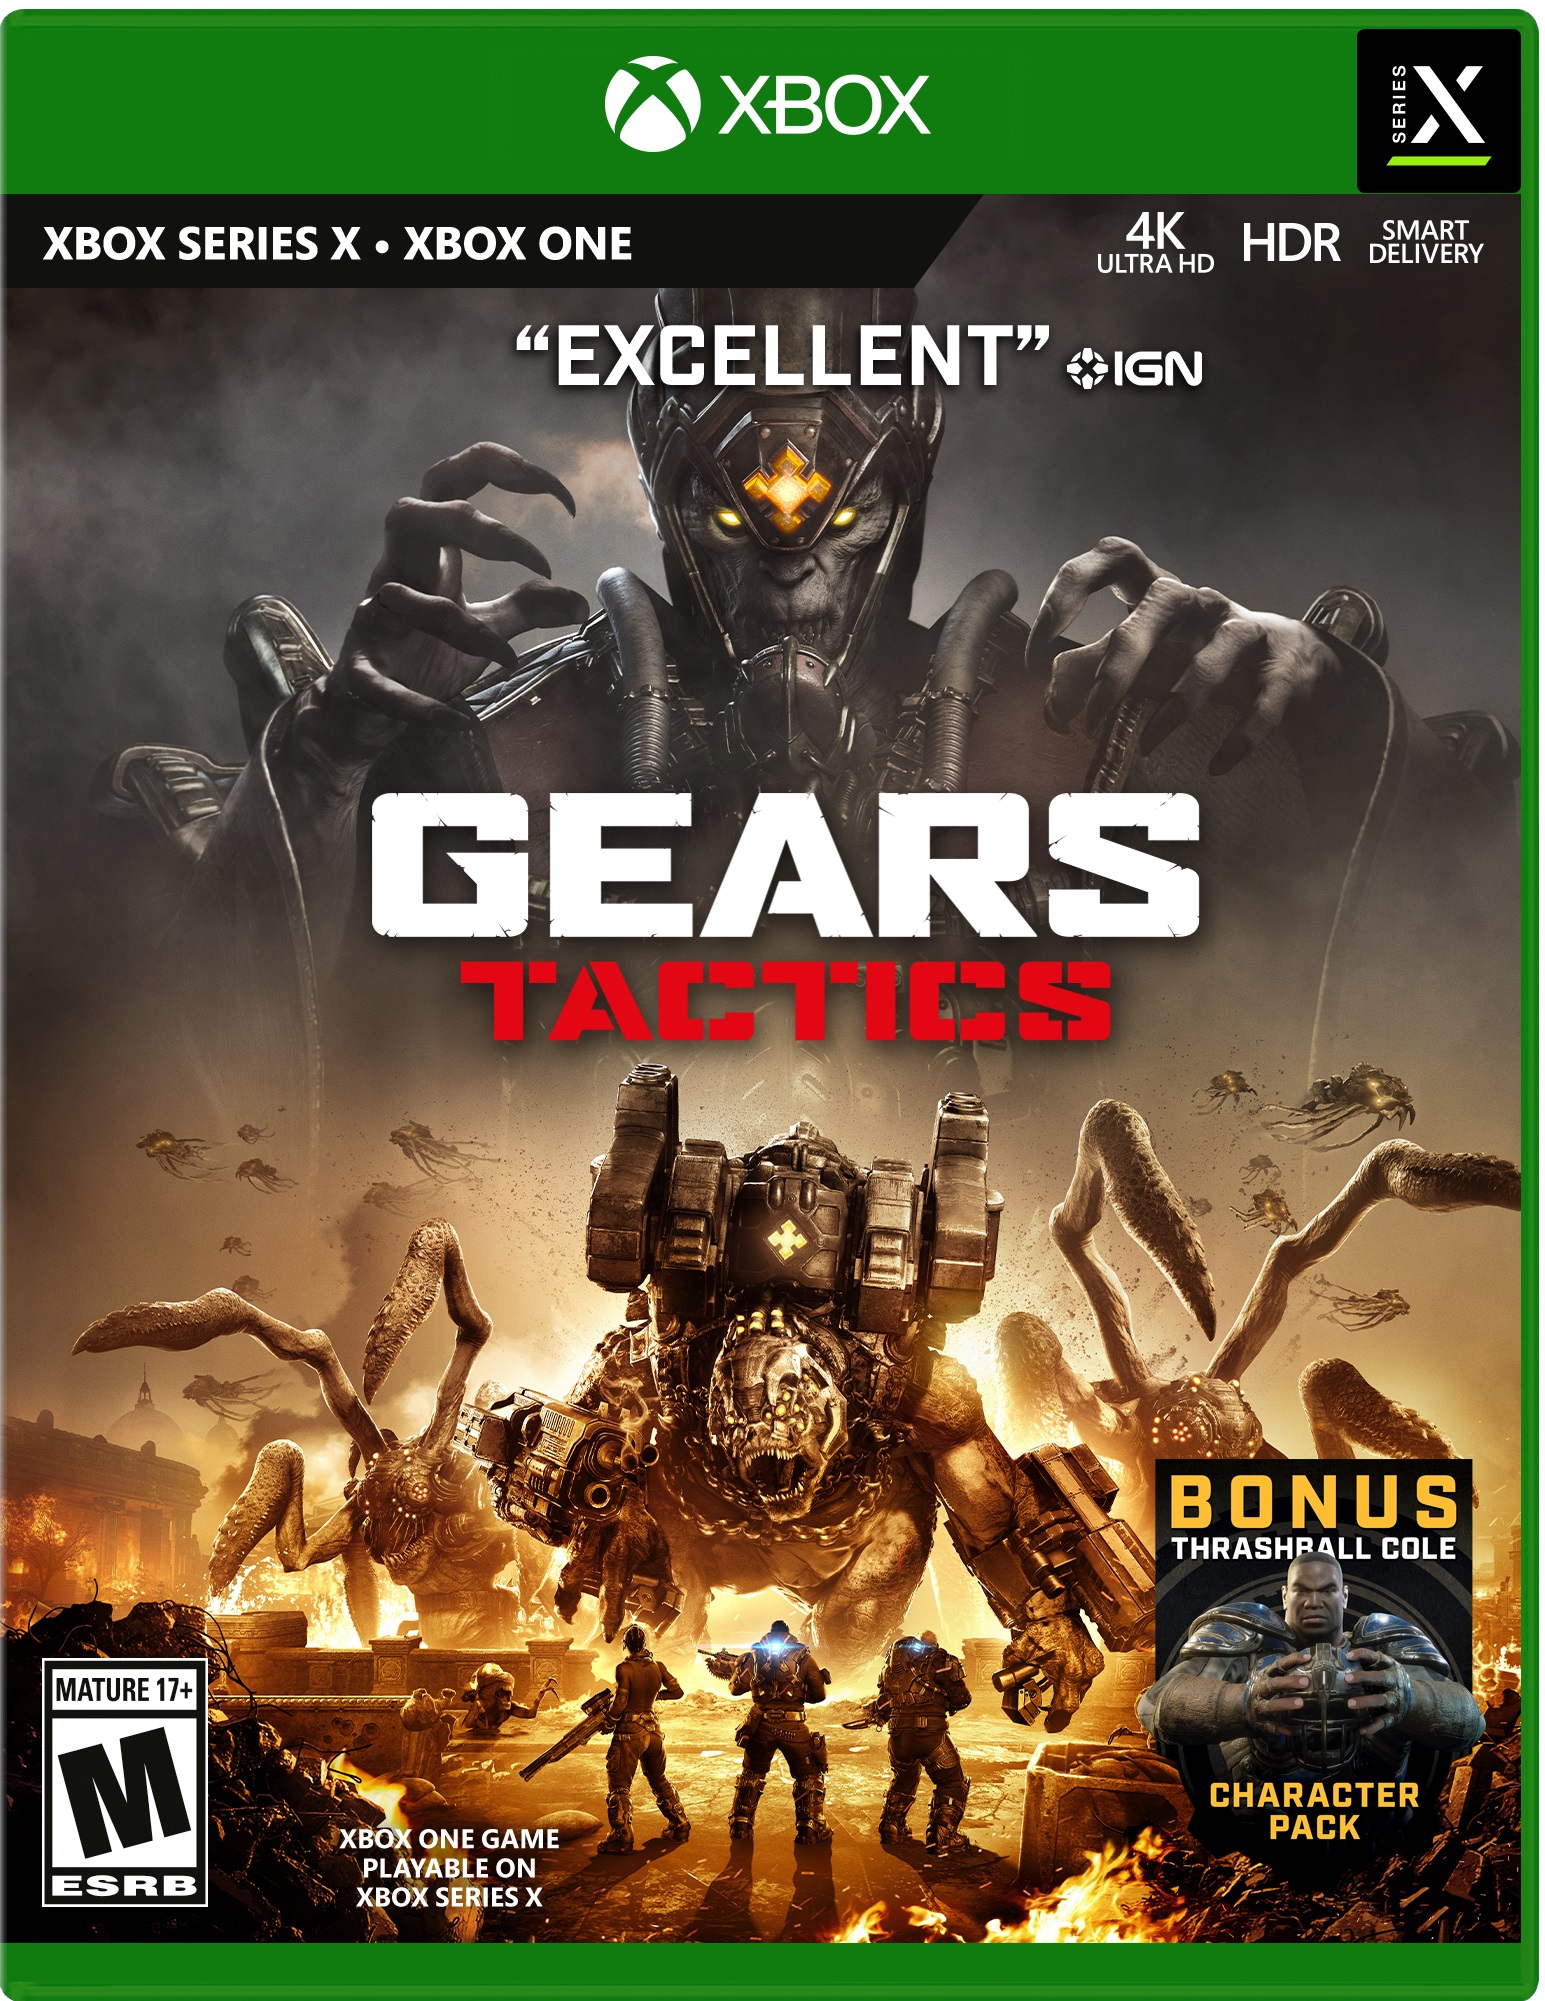 XBOX
SERIES X
XBOX SERIES X • XBOX ONE
4K
ULTRA HD
HDR
SMART
DELIVERY
“EXCELLENT” IGN
GEARS
TACTICS
BONUS
THRASHBALL COLE
CHARACTER
PACK
MATURE 17+
M
ESRB
XBOX ONE GAME
PLAYABLE ON
XBOX SERIES X